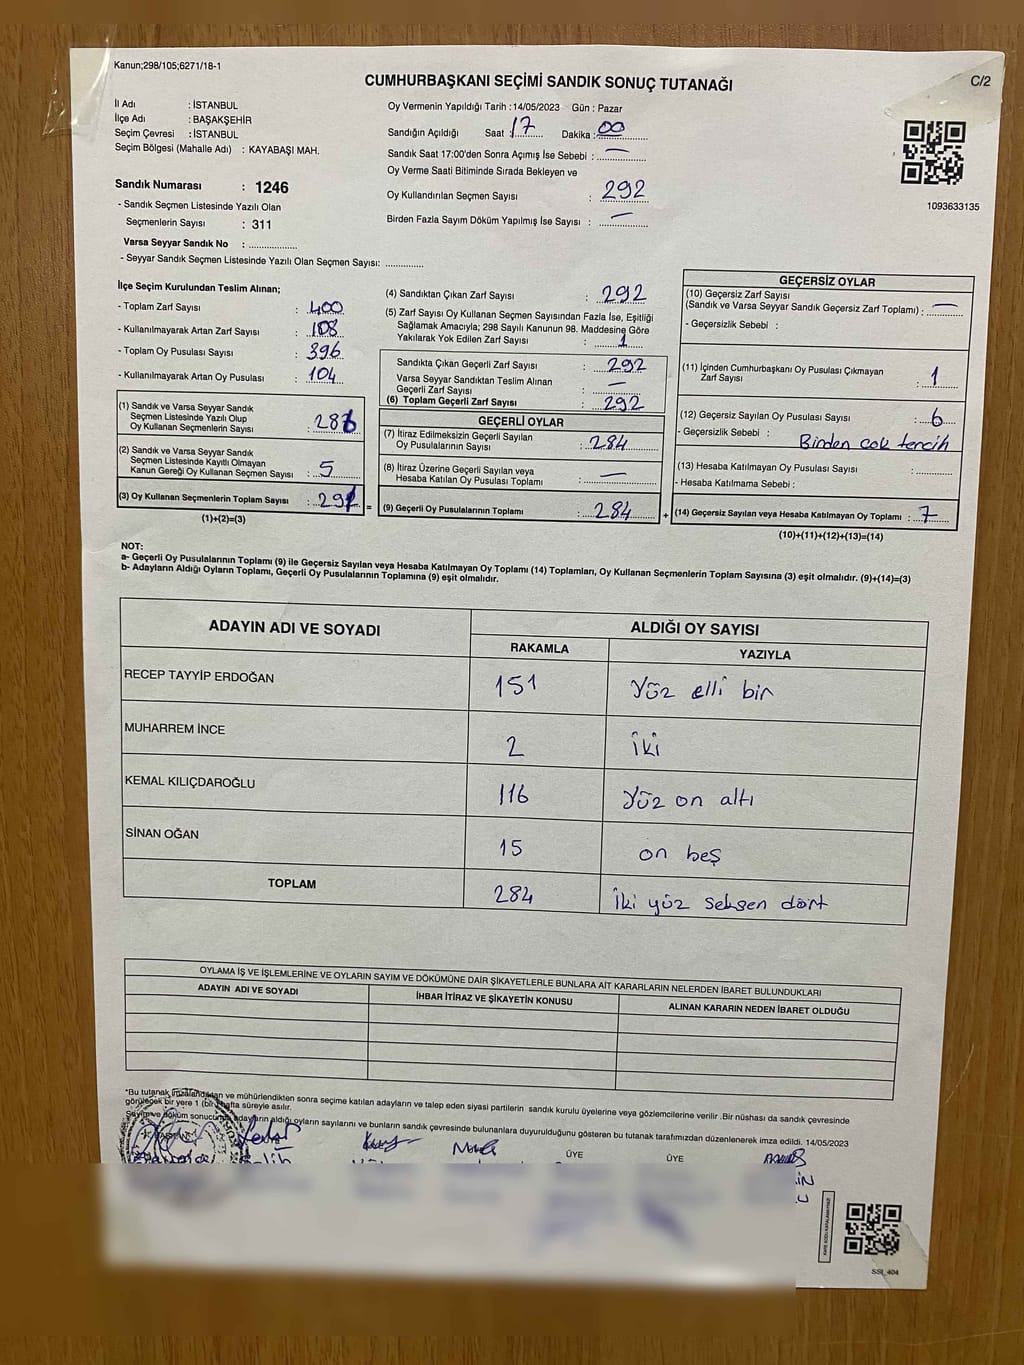 Kanun;298/105;6271/18-1
CUMHURBAŞKANI SEÇİMİ SANDIK SONUÇ TUTANAĞI
C/2
İl Adı : İSTANBUL
İlçe Adı : BAŞAKŞEHİR
Seçim Çevresi : İSTANBUL
Seçim Bölgesi (Mahalle Adı) : KAYABAŞI MAH.
Sandık Numarası : 1246
- Sandık Seçmen Listesinde Yazılı Olan
Seçmenlerin Sayısı : 311
Varsa Seyyar Sandık No : ................
- Seyyar Sandık Seçmen Listesinde Yazılı Olan Seçmen Sayısı: .............
Oy Vermenin Yapıldığı Tarih :14/05/2023 Gün : Pazar
Sandığın Açıldığı Saat : 17 Dakika : 00
Sandık Saat 17:00'den Sonra Açımış İse Sebebi : —
Oy Verme Saati Bitiminde Sırada Bekleyen ve
Oy Kullandırılan Seçmen Sayısı : 292
Birden Fazla Sayım Döküm Yapılmış İse Sayısı : —
1093633135
İlçe Seçim Kurulundan Teslim Alınan;
- Toplam Zarf Sayısı : 400
- Kullanılmayarak Artan Zarf Sayısı : 108
- Toplam Oy Pusulası Sayısı : 396
- Kullanılmayarak Artan Oy Pusulası : 104
(1) Sandık ve Varsa Seyyar Sandık
Seçmen Listesinde Yazılı Olup
Oy Kullanan Seçmenlerin Sayısı : 286
(2) Sandık ve Varsa Seyyar Sandık
Seçmen Listesinde Kayıtlı Olmayan
Kanun Gereği Oy Kullanan Seçmen Sayısı : 5
(3) Oy Kullanan Seçmenlerin Toplam Sayısı : 291 =
(1)+(2)=(3)
(4) Sandıktan Çıkan Zarf Sayısı : 292
(5) Zarf Sayısı Oy Kullanan Seçmen Sayısından Fazla İse, Eşitliği
Sağlamak Amacıyla; 298 Sayılı Kanunun 98. Maddesine Göre
Yakılarak Yok Edilen Zarf Sayısı : 1
Sandıkta Çıkan Geçerli Zarf Sayısı : 292
Varsa Seyyar Sandıktan Teslim Alınan
Geçerli Zarf Sayısı : —
(6) Toplam Geçerli Zarf Sayısı : 292
GEÇERLİ OYLAR
(7) İtiraz Edilmeksizin Geçerli Sayılan
Oy Pusulalarının Sayısı : 284
(8) İtiraz Üzerine Geçerli Sayılan veya
Hesaba Katılan Oy Pusulası Toplamı : —
(9) Geçerli Oy Pusulalarının Toplamı : 284 +
GEÇERSİZ OYLAR
(10) Geçersiz Zarf Sayısı
(Sandık ve Varsa Seyyar Sandık Geçersiz Zarf Toplamı) : —
- Geçersizlik Sebebi :
(11) İçinden Cumhurbaşkanı Oy Pusulası Çıkmayan
Zarf Sayısı : 1
(12) Geçersiz Sayılan Oy Pusulası Sayısı : 6
- Geçersizlik Sebebi : Birden cok tercih
(13) Hesaba Katılmayan Oy Pusulası Sayısı : .............
- Hesaba Katılmama Sebebi :
(14) Geçersiz Sayılan veya Hesaba Katılmayan Oy Toplamı : 7
(10)+(11)+(12)+(13)=(14)
NOT:
a- Geçerli Oy Pusulalarının Toplamı (9) ile Geçersiz Sayılan veya Hesaba Katılmayan Oy Toplamı (14) Toplamları, Oy Kullanan Seçmenlerin Toplam Sayısına (3) eşit olmalıdır. (9)+(14)=(3)
b- Adayların Aldığı Oyların Toplamı, Geçerli Oy Pusulalarının Toplamına (9) eşit olmalıdır.
ADAYIN ADI VE SOYADI ALDIĞI OY SAYISI
RAKAMLA YAZIYLA
RECEP TAYYİP ERDOĞAN 151 Yüz elli bir
MUHARREM İNCE 2 iki
KEMAL KILIÇDAROĞLU 116 Yüz on altı
SİNAN OĞAN 15 on beş
TOPLAM 284 İki yüz seksen dört
OYLAMA İŞ VE İŞLEMLERİNE VE OYLARIN SAYIM VE DÖKÜMÜNE DAİR ŞİKAYETLERLE BUNLARA AİT KARARLARIN NELERDEN İBARET BULUNDUKLARI
ADAYIN ADI VE SOYADI İHBAR İTİRAZ VE ŞİKAYETİN KONUSU ALINAN KARARIN NEDEN İBARET OLDUĞU
*Bu tutanak imzalandıktan ve mühürlendikten sonra seçime katılan adayların ve talep eden siyasi partilerin sandık kurulu üyelerine veya gözlemcilerine verilir .Bir nüshası da sandık çevresinde
görülecek bir yere 1 (bir) hafta süreyle asılır.
Sayım ve döküm sonucunda adayların aldığı oyların sayılarını ve bunların sandık çevresinde bulunanlara duyurulduğunu gösteren bu tutanak tarafımızdan düzenlenerek imza edildi. 14/05/2023
ÜYE ÜYE
SSI_404